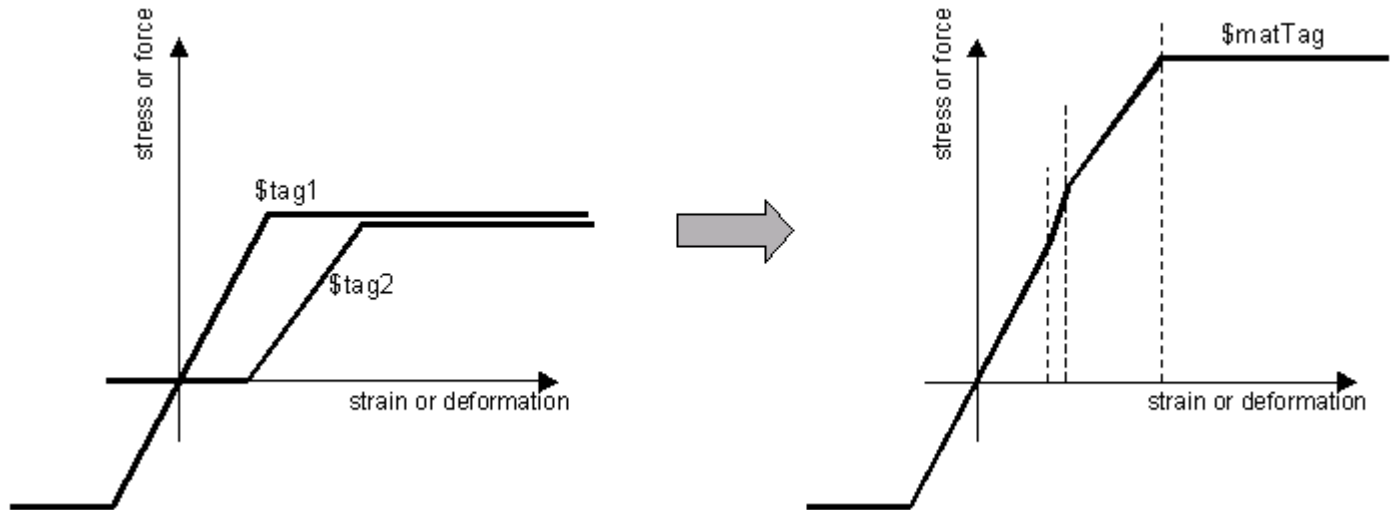 stress or force
$tag1
$tag2
strain or deformation
stress or force
$matTag
strain or deformation